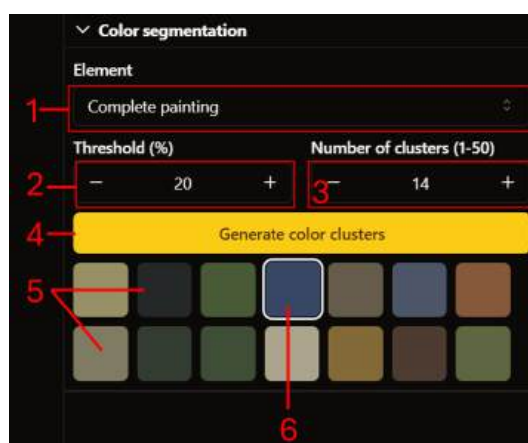 Color segmentation
Element
1 Complete painting
Threshold (%) Number of clusters (1-50)
2 − 20 + 3 − 14 +
4 Generate color clusters
5
6